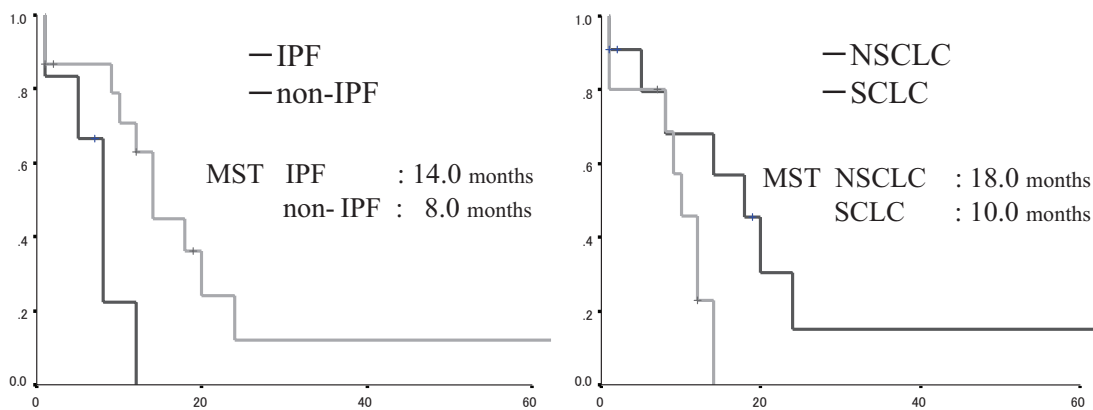 1.0
.8
.6
.4
.2
0.0
0 20 40 60
— IPF
— non-IPF
MST IPF : 14.0 months
non- IPF : 8.0 months
1.0
.8
.6
.4
.2
0.0
0 20 40 60
— NSCLC
— SCLC
MST NSCLC : 18.0 months
SCLC : 10.0 months